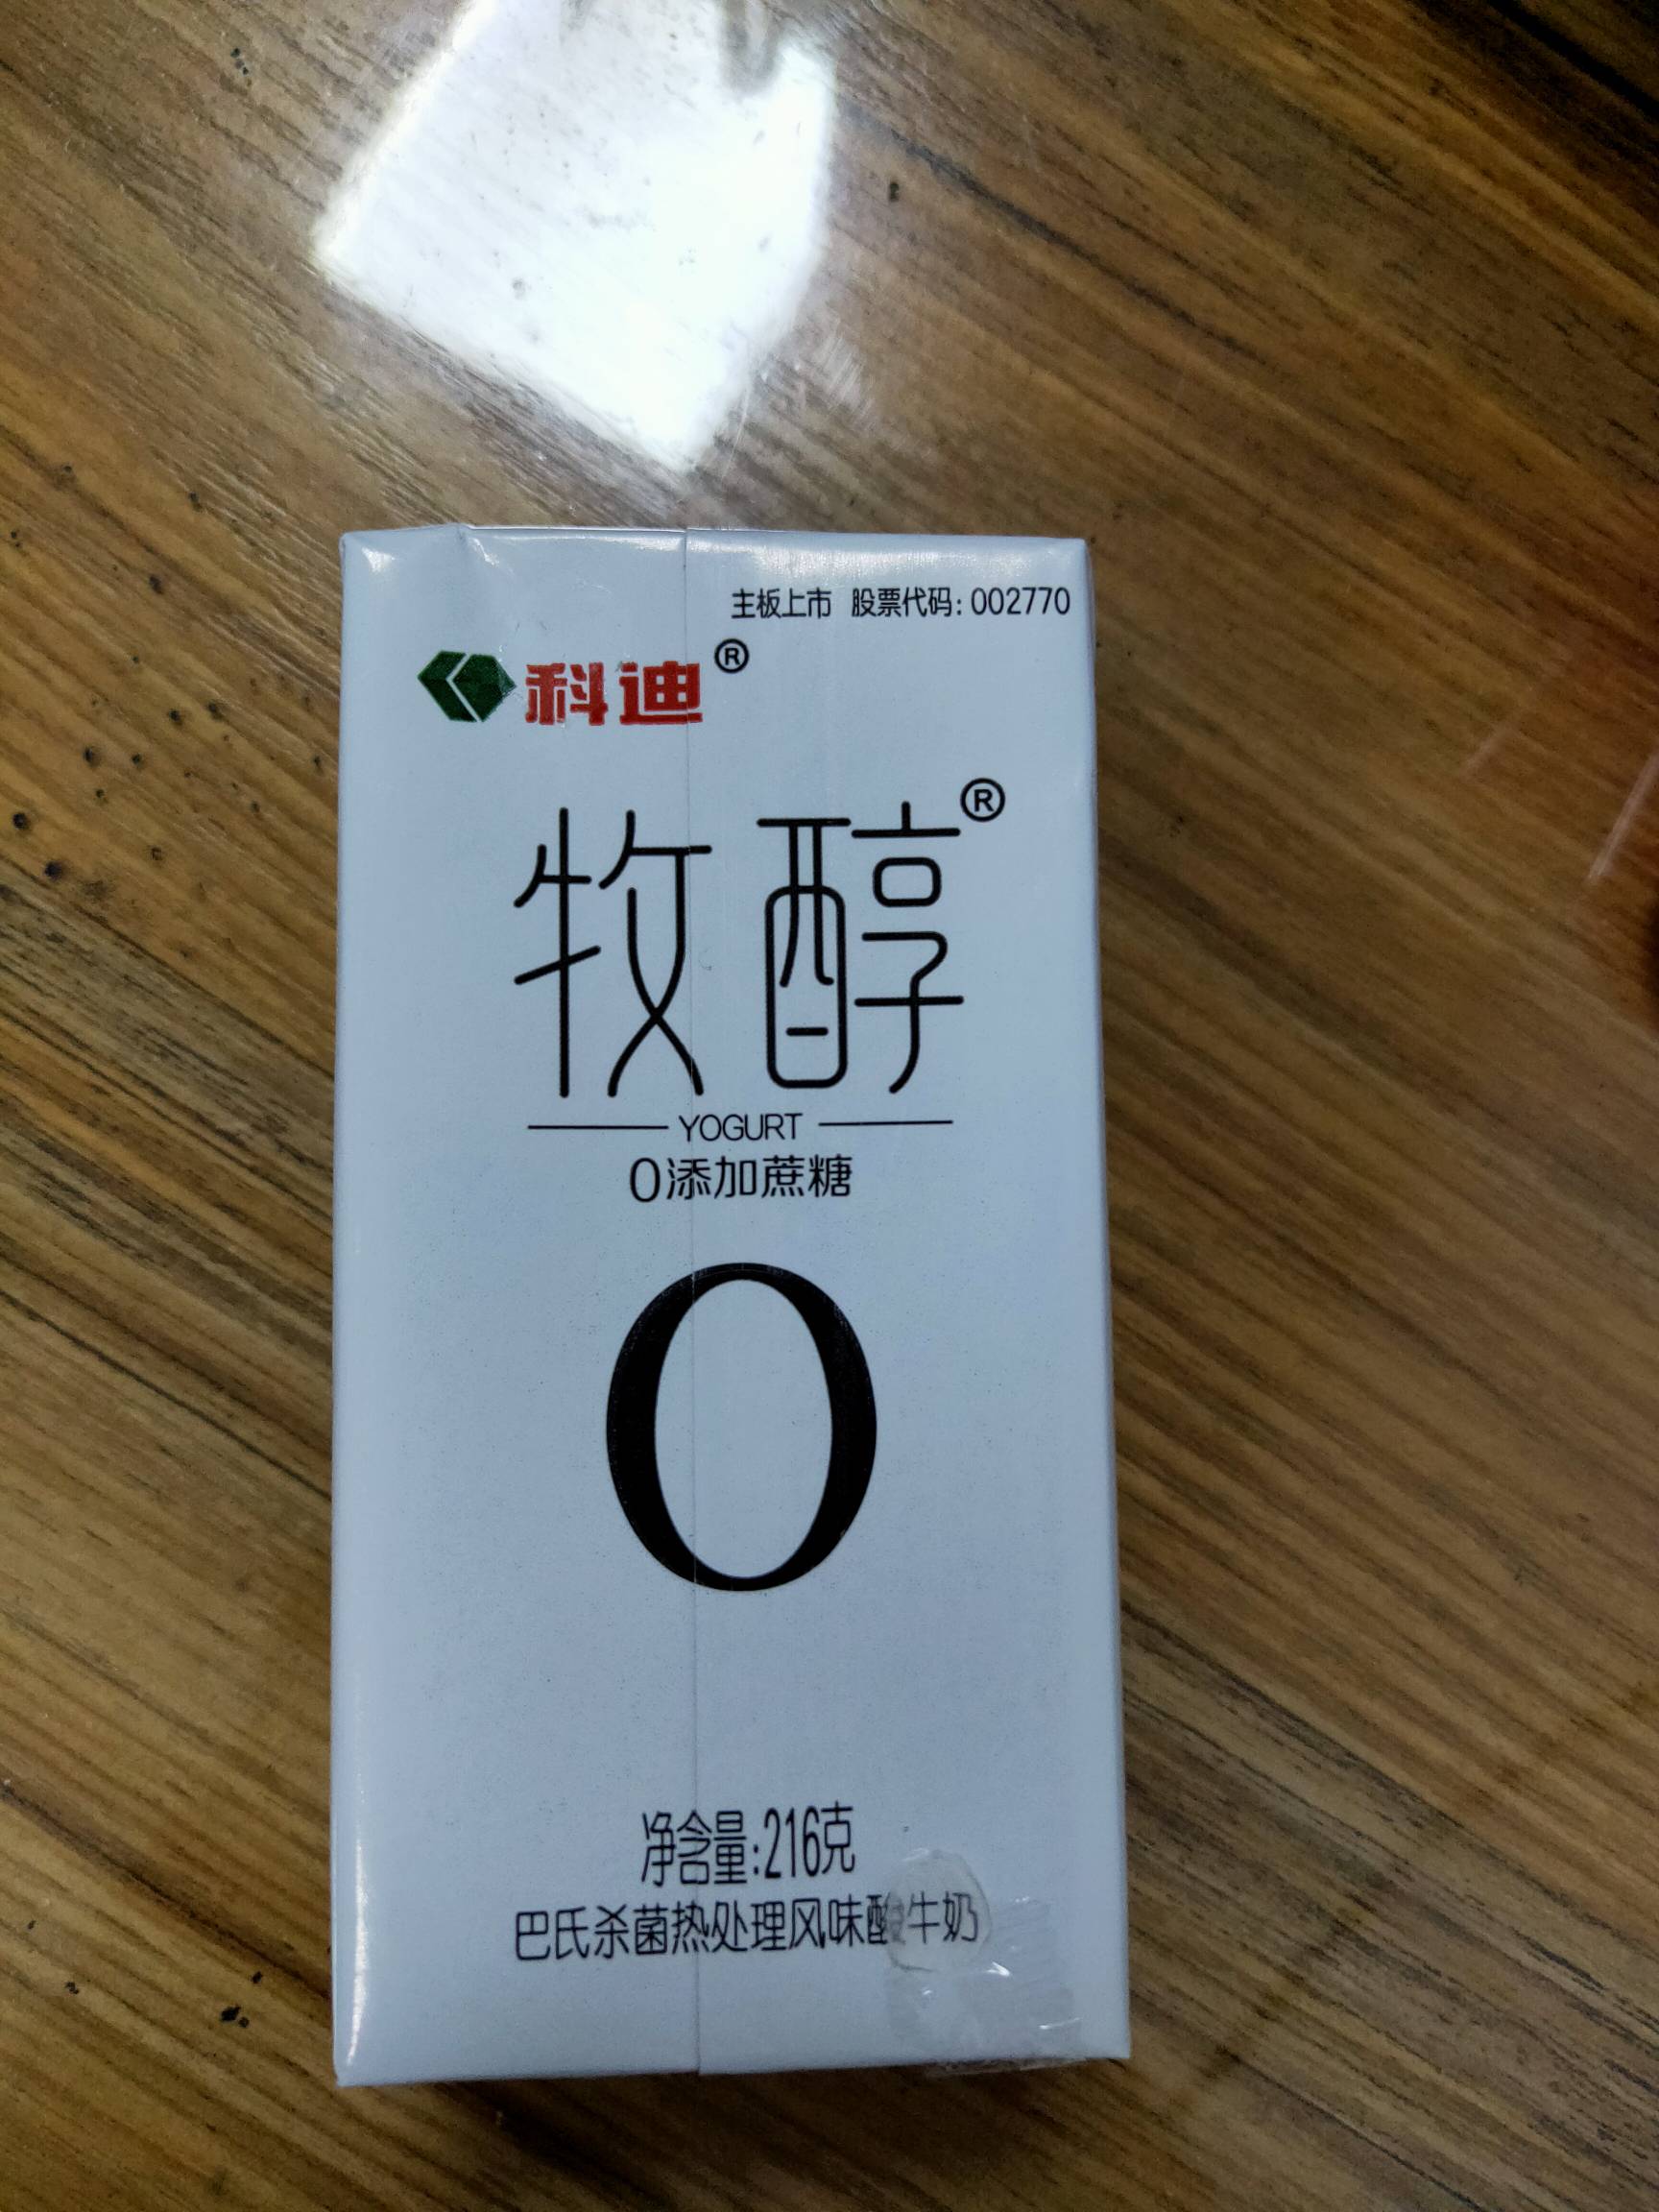 主板上市 股票代码:002770
科迪®
牧醇®
YOGURT
0添加蔗糖
0
净含量:216克
巴氏杀菌热处理风味酸牛奶